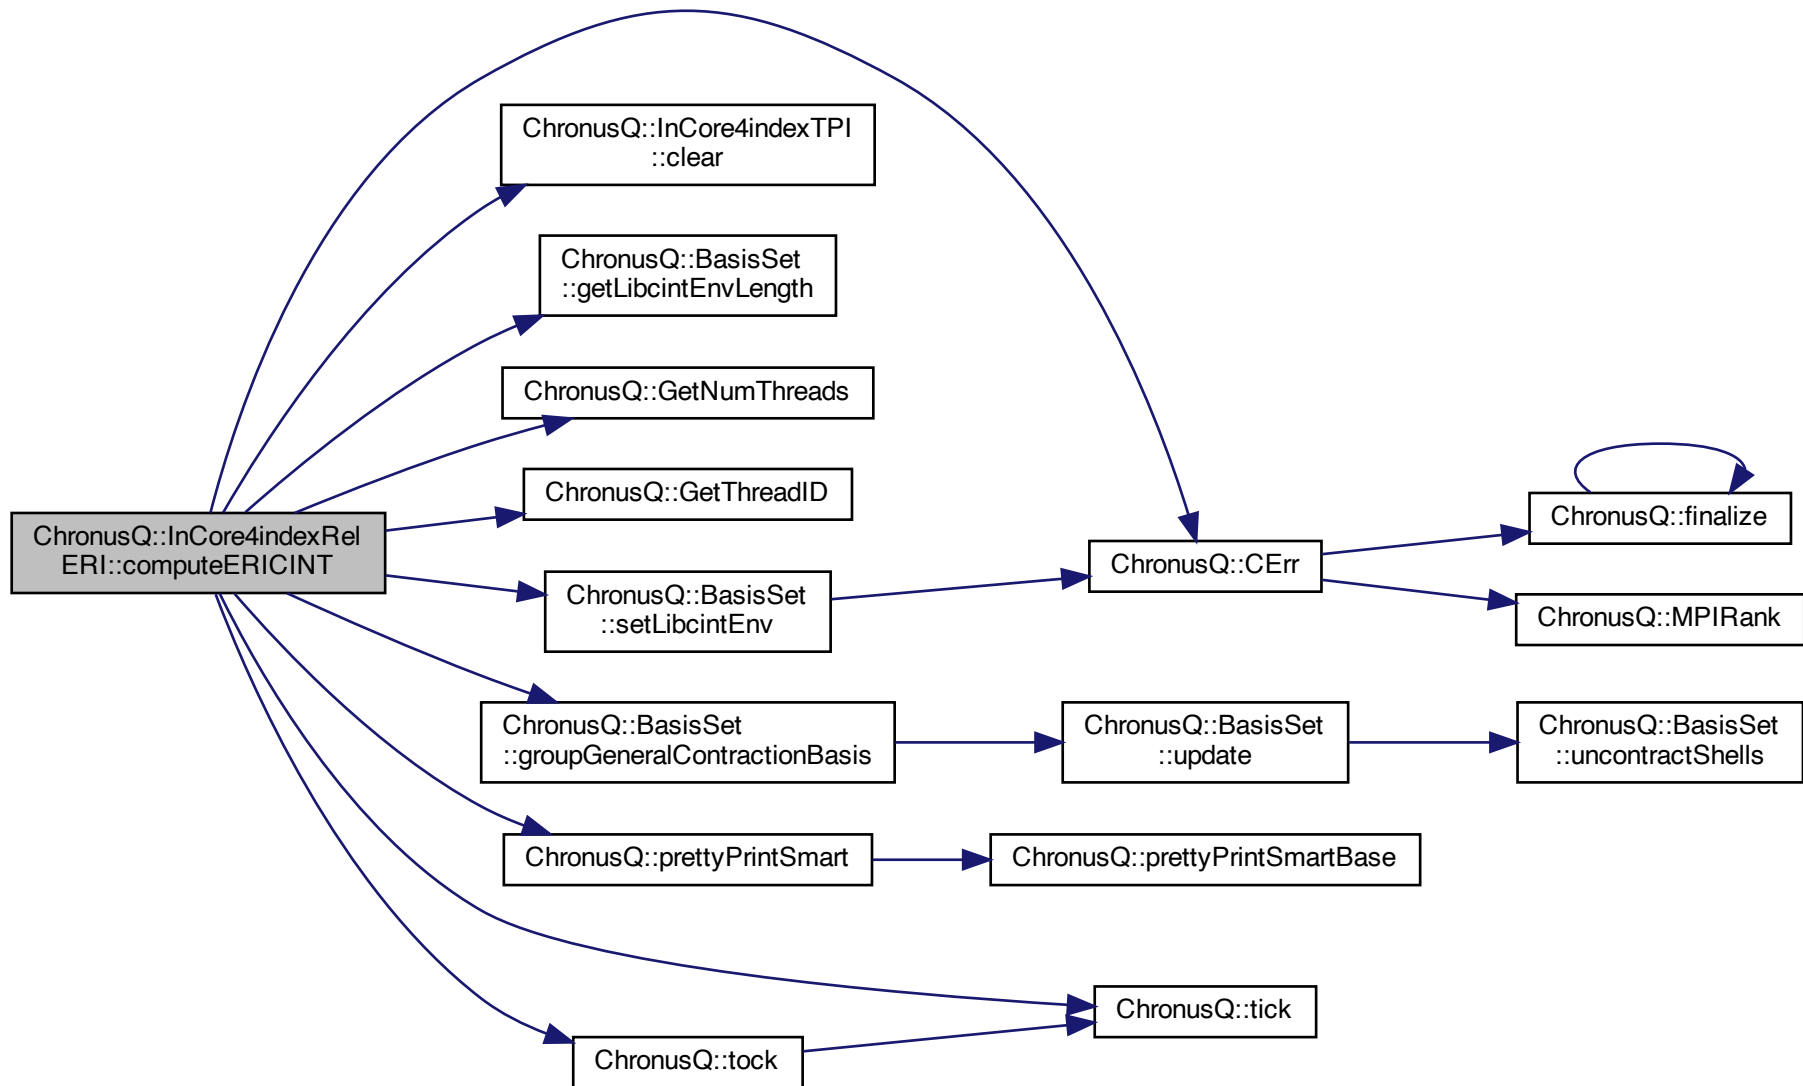 ChronusQ::InCore4indexRel
ERI::computeERICINT
ChronusQ::InCore4indexTPI
::clear
ChronusQ::BasisSet
::getLibcintEnvLength
ChronusQ::GetNumThreads
ChronusQ::GetThreadID
ChronusQ::BasisSet
::setLibcintEnv
ChronusQ::BasisSet
::groupGeneralContractionBasis
ChronusQ::prettyPrintSmart
ChronusQ::tock
ChronusQ::CErr
ChronusQ::BasisSet
::update
ChronusQ::prettyPrintSmartBase
ChronusQ::tick
ChronusQ::finalize
ChronusQ::MPIRank
ChronusQ::BasisSet
::uncontractShells